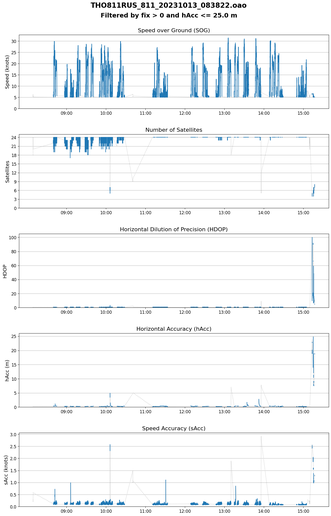 THO811RUS_811_20231013_083822.oao
Filtered by fix > 0 and hAcc <= 25.0 m
Speed over Ground (SOG)
Speed (knots)
30
25
20
15
10
5
0
09:00 10:00 11:00 12:00 13:00 14:00 15:00
Number of Satellites
Satellites
24
21
18
15
12
9
6
3
0
09:00 10:00 11:00 12:00 13:00 14:00 15:00
Horizontal Dilution of Precision (HDOP)
HDOP
100
80
60
40
20
0
09:00 10:00 11:00 12:00 13:00 14:00 15:00
Horizontal Accuracy (hAcc)
hAcc (m)
25
20
15
10
5
0
09:00 10:00 11:00 12:00 13:00 14:00 15:00
Speed Accuracy (sAcc)
sAcc (knots)
3.0
2.5
2.0
1.5
1.0
0.5
0.0
09:00 10:00 11:00 12:00 13:00 14:00 15:00